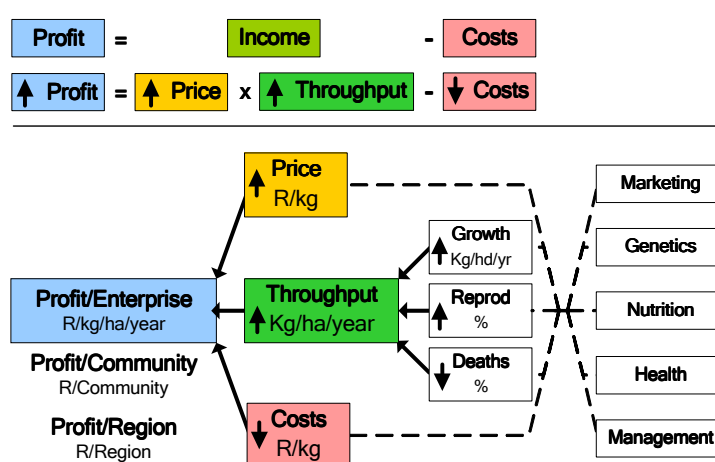 Profit = Income - Costs
Profit = Price x Throughput - Costs
Price
R/kg
Marketing
Growth
Kg/hd/yr
Genetics
Profit/Enterprise
R/kg/ha/year
Throughput
Kg/ha/year
Reprod
%
Nutrition
Profit/Community
R/Community
Deaths
%
Health
Profit/Region
R/Region
Costs
R/kg
Management